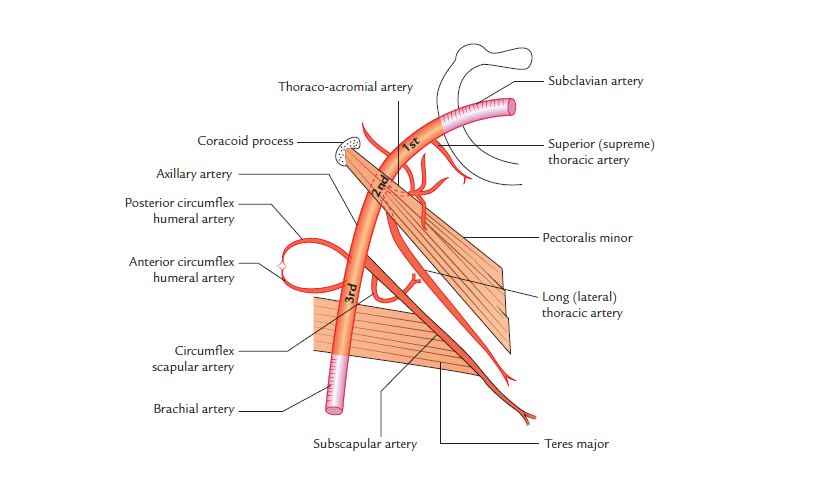 Thoraco-acromial artery
Subclavian artery
Coracoid process
1st
Superior (supreme)
thoracic artery
Axillary artery
2nd
Posterior circumflex
humeral artery
Pectoralis minor
Anterior circumflex
humeral artery
3rd
Long (lateral)
thoracic artery
Circumflex
scapular artery
Brachial artery
Subscapular artery
Teres major